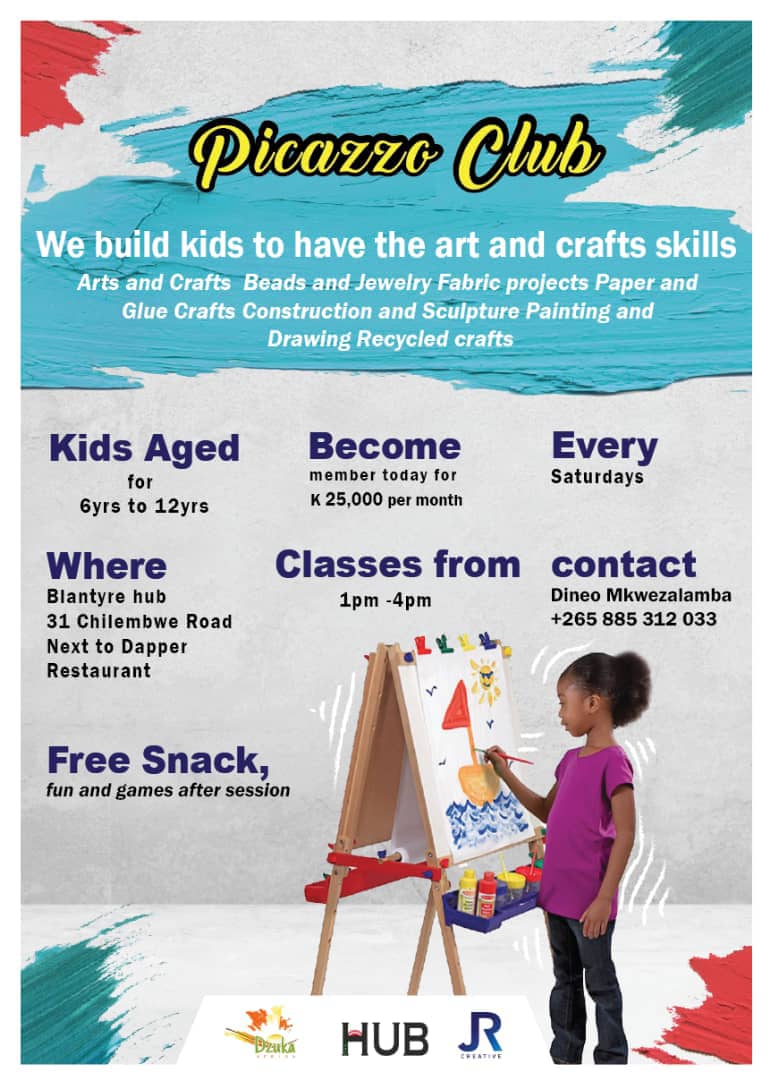 Picazzo Club
We build kids to have the art and crafts skills
Arts and Crafts Beads and Jewelry Fabric projects Paper and
Glue Crafts Construction and Sculpture Painting and
Drawing Recycled crafts
Kids Aged
for
6yrs to 12yrs
Become
member today for
K 25,000 per month
Every
Saturdays
Where
Blantyre hub
31 Chilembwe Road
Next to Dapper
Restaurant
Classes from
1pm -4pm
contact
Dineo Mkwezalamba
+265 885 312 033
Free Snack,
fun and games after session
Dzuka
AFRICA
HUB
JR
CREATIVE